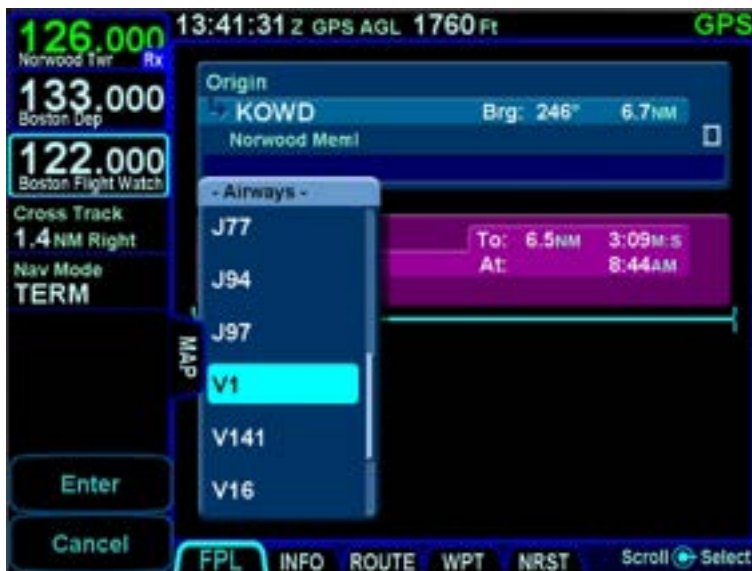 126.000
13:41:31 Z GPS AGL 1760 Ft
GPS
Norwood Twr Rx
133.000
Boston Dep
122.000
Boston Flight Watch
Cross Track
1.4 NM Right
Nav Mode
TERM
Origin
KOWD Brg: 246° 6.7NM
Norwood Meml
- Airways -
J77
J94
J97
V1
V141
V16
To: 6.5NM 3:09M:S
At: 8:44AM
MAP
Enter
Cancel
FPL INFO ROUTE WPT NRST Scroll Select